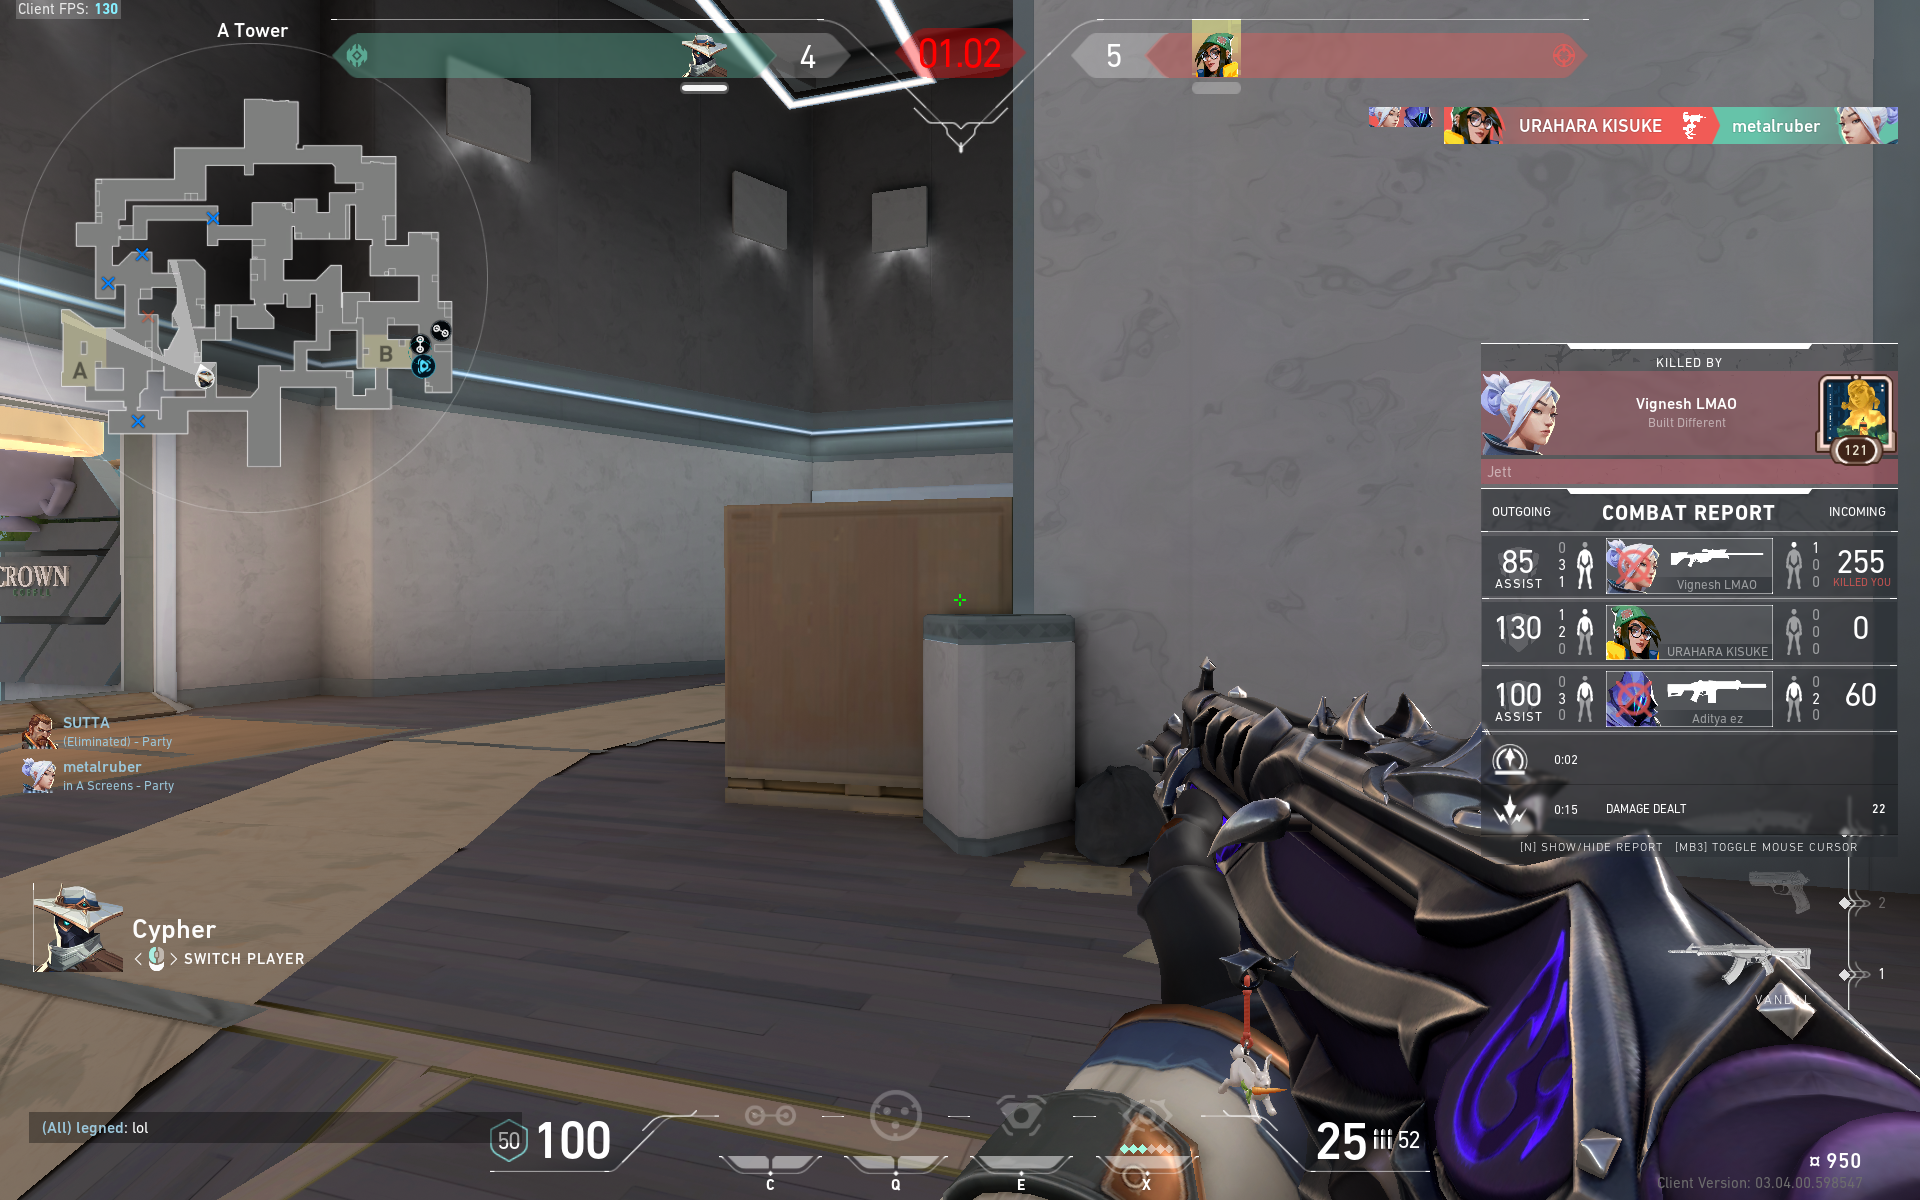 Client FPS: 130
A Tower
4
01.02
5
URAHARA KISUKE
metalruber
A
B
KILLED BY
Vignesh LMAO
Built Different
121
Jett
OUTGOING
COMBAT REPORT
INCOMING
85
ASSIST
0
3
1
Vignesh LMAO
1
0
0
255
KILLED YOU
130
1
2
0
URAHARA KISUKE
0
0
0
0
100
ASSIST
0
3
0
Aditya ez
0
2
0
60
0:02
0:15 DAMAGE DEALT 22
[N] SHOW/HIDE REPORT [MB3] TOGGLE MOUSE CURSOR
CROWN
SUTTA
(Eliminated) - Party
metalruber
in A Screens - Party
Cypher
< > SWITCH PLAYER
2
1
VANDAL
(All) legned: lol
50 100
C
Q
E
X
25 52
¤ 950
Client Version: 03.04.00.598547